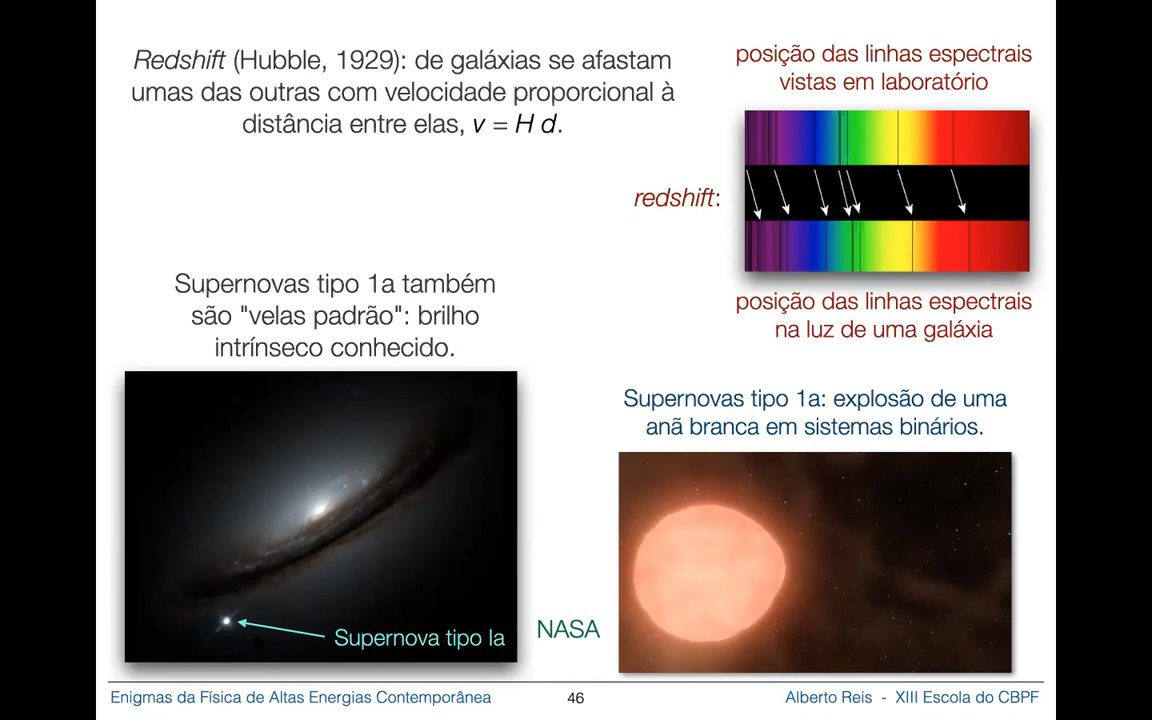 Redshift (Hubble, 1929): de galáxias se afastam
umas das outras com velocidade proporcional à
distância entre elas, v = H d.
posição das linhas espectrais
vistas em laboratório
redshift:
posição das linhas espectrais
na luz de uma galáxia
Supernovas tipo 1a também
são "velas padrão": brilho
intrínseco conhecido.
Supernova tipo Ia
NASA
Supernovas tipo 1a: explosão de uma
anã branca em sistemas binários.
Enigmas da Física de Altas Energias Contemporânea
46
Alberto Reis - XIII Escola do CBPF